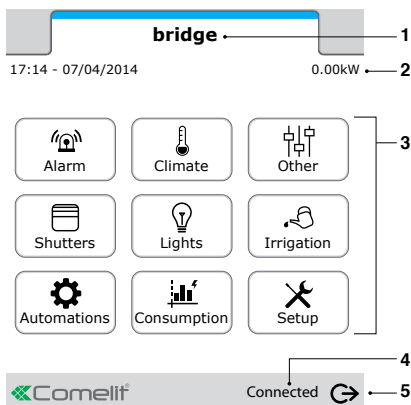 bridge
1
17:14 - 07/04/2014
0.00kW
2
3
Alarm
Climate
Other
Shutters
Lights
Irrigation
Automations
Consumption
Setup
4
Comelit
Connected
5